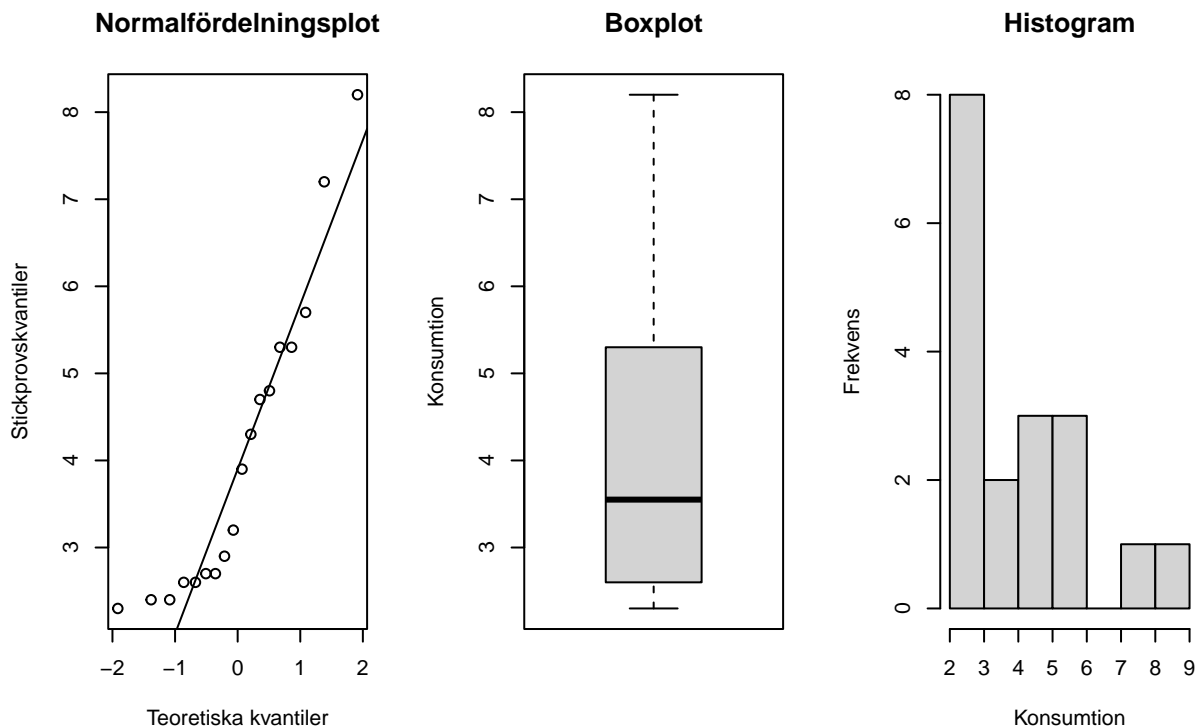 Normalfördelningsplot
Stickprovskvantiler
8
7
6
5
4
3
−2 −1 0 1 2
Teoretiska kvantiler
Boxplot
Konsumtion
8
7
6
5
4
3
Histogram
Frekvens
8
6
4
2
0
2 3 4 5 6 7 8 9
Konsumtion